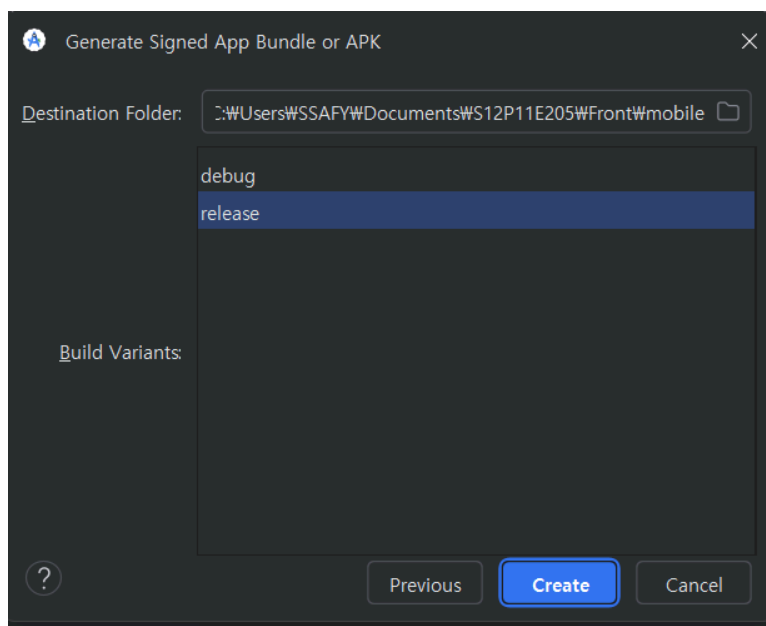 Generate Signed App Bundle or APK
Destination Folder:
C:₩Users₩SSAFY₩Documents₩S12P11E205₩Front₩mobile
debug
release
Build Variants:
?
Previous
Create
Cancel